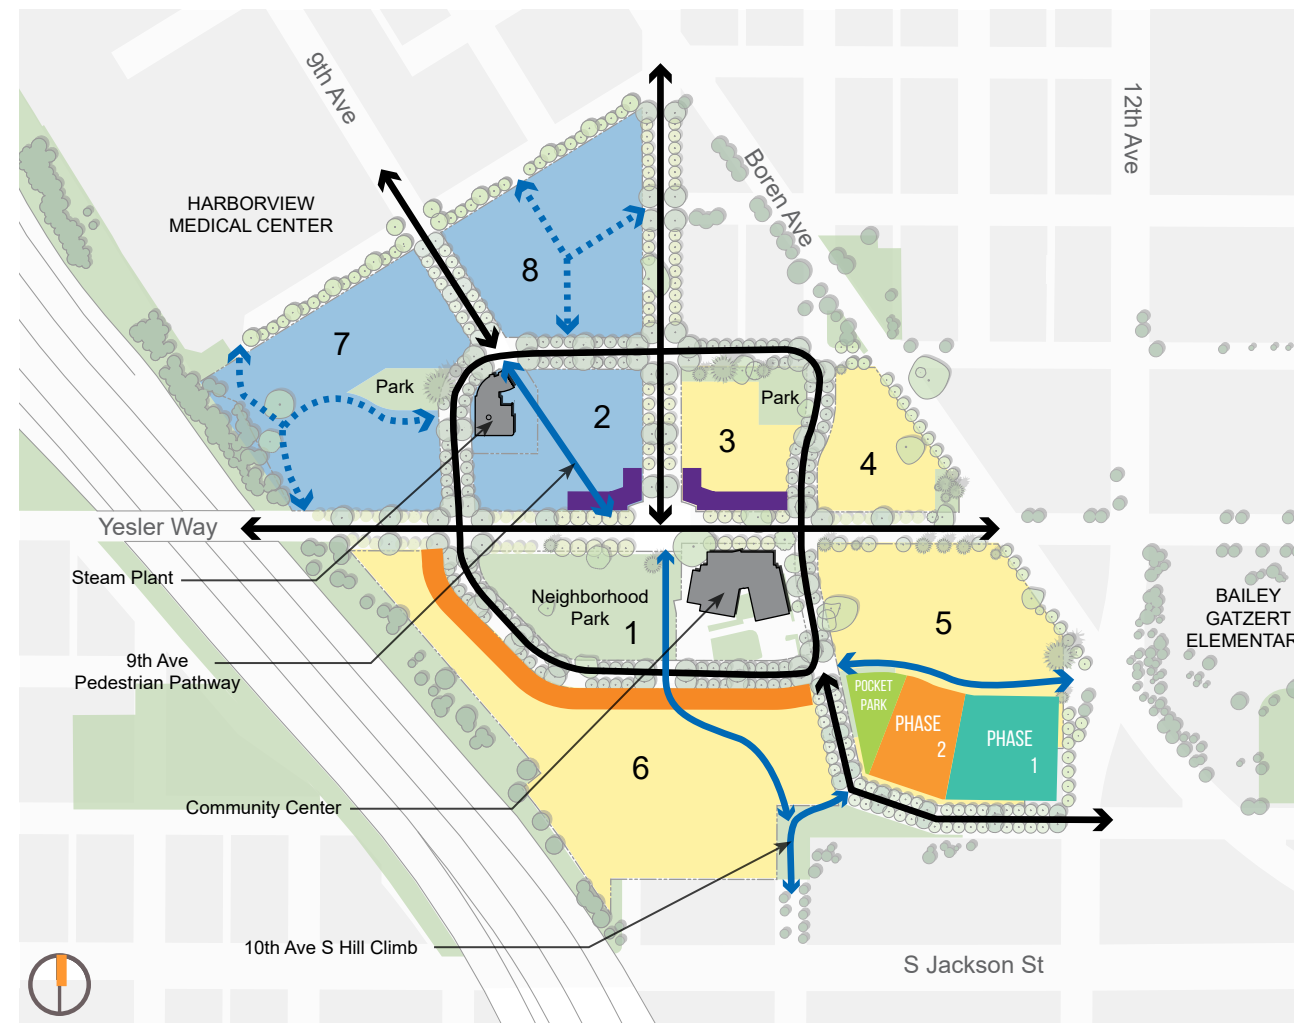 9th Ave
12th Ave
Boren Ave
HARBORVIEW
MEDICAL CENTER
8
7
Park
2
Park
3
4
Yesler Way
Steam Plant
Neighborhood
Park
1
5
BAILEY
GATZERT
ELEMENTAR
9th Ave
Pedestrian Pathway
POCKET
PARK
PHASE
2
PHASE
1
6
Community Center
10th Ave S Hill Climb
S Jackson St